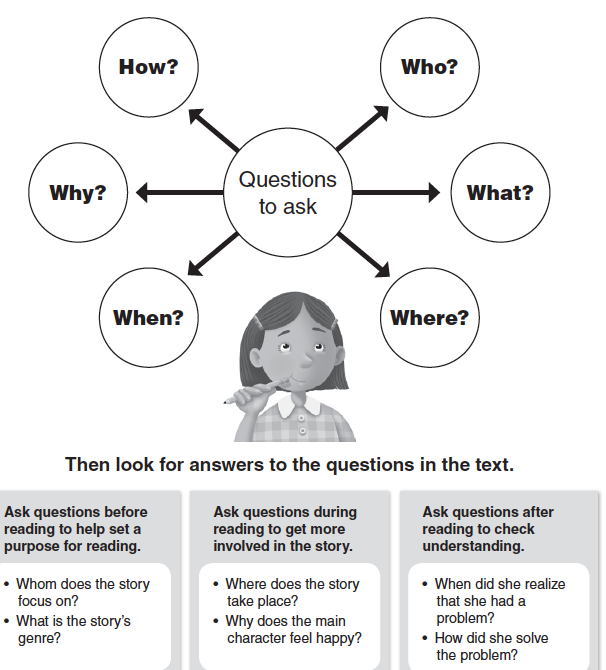 How?
Who?
Why?
Questions
to ask
What?
When?
Where?
Then look for answers to the questions in the text.
Ask questions before
reading to help set a
purpose for reading.
• Whom does the story
focus on?
• What is the story's
genre?
Ask questions during
reading to get more
involved in the story.
• Where does the story
take place?
• Why does the main
character feel happy?
Ask questions after
reading to check
understanding.
• When did she realize
that she had a
problem?
• How did she solve
the problem?